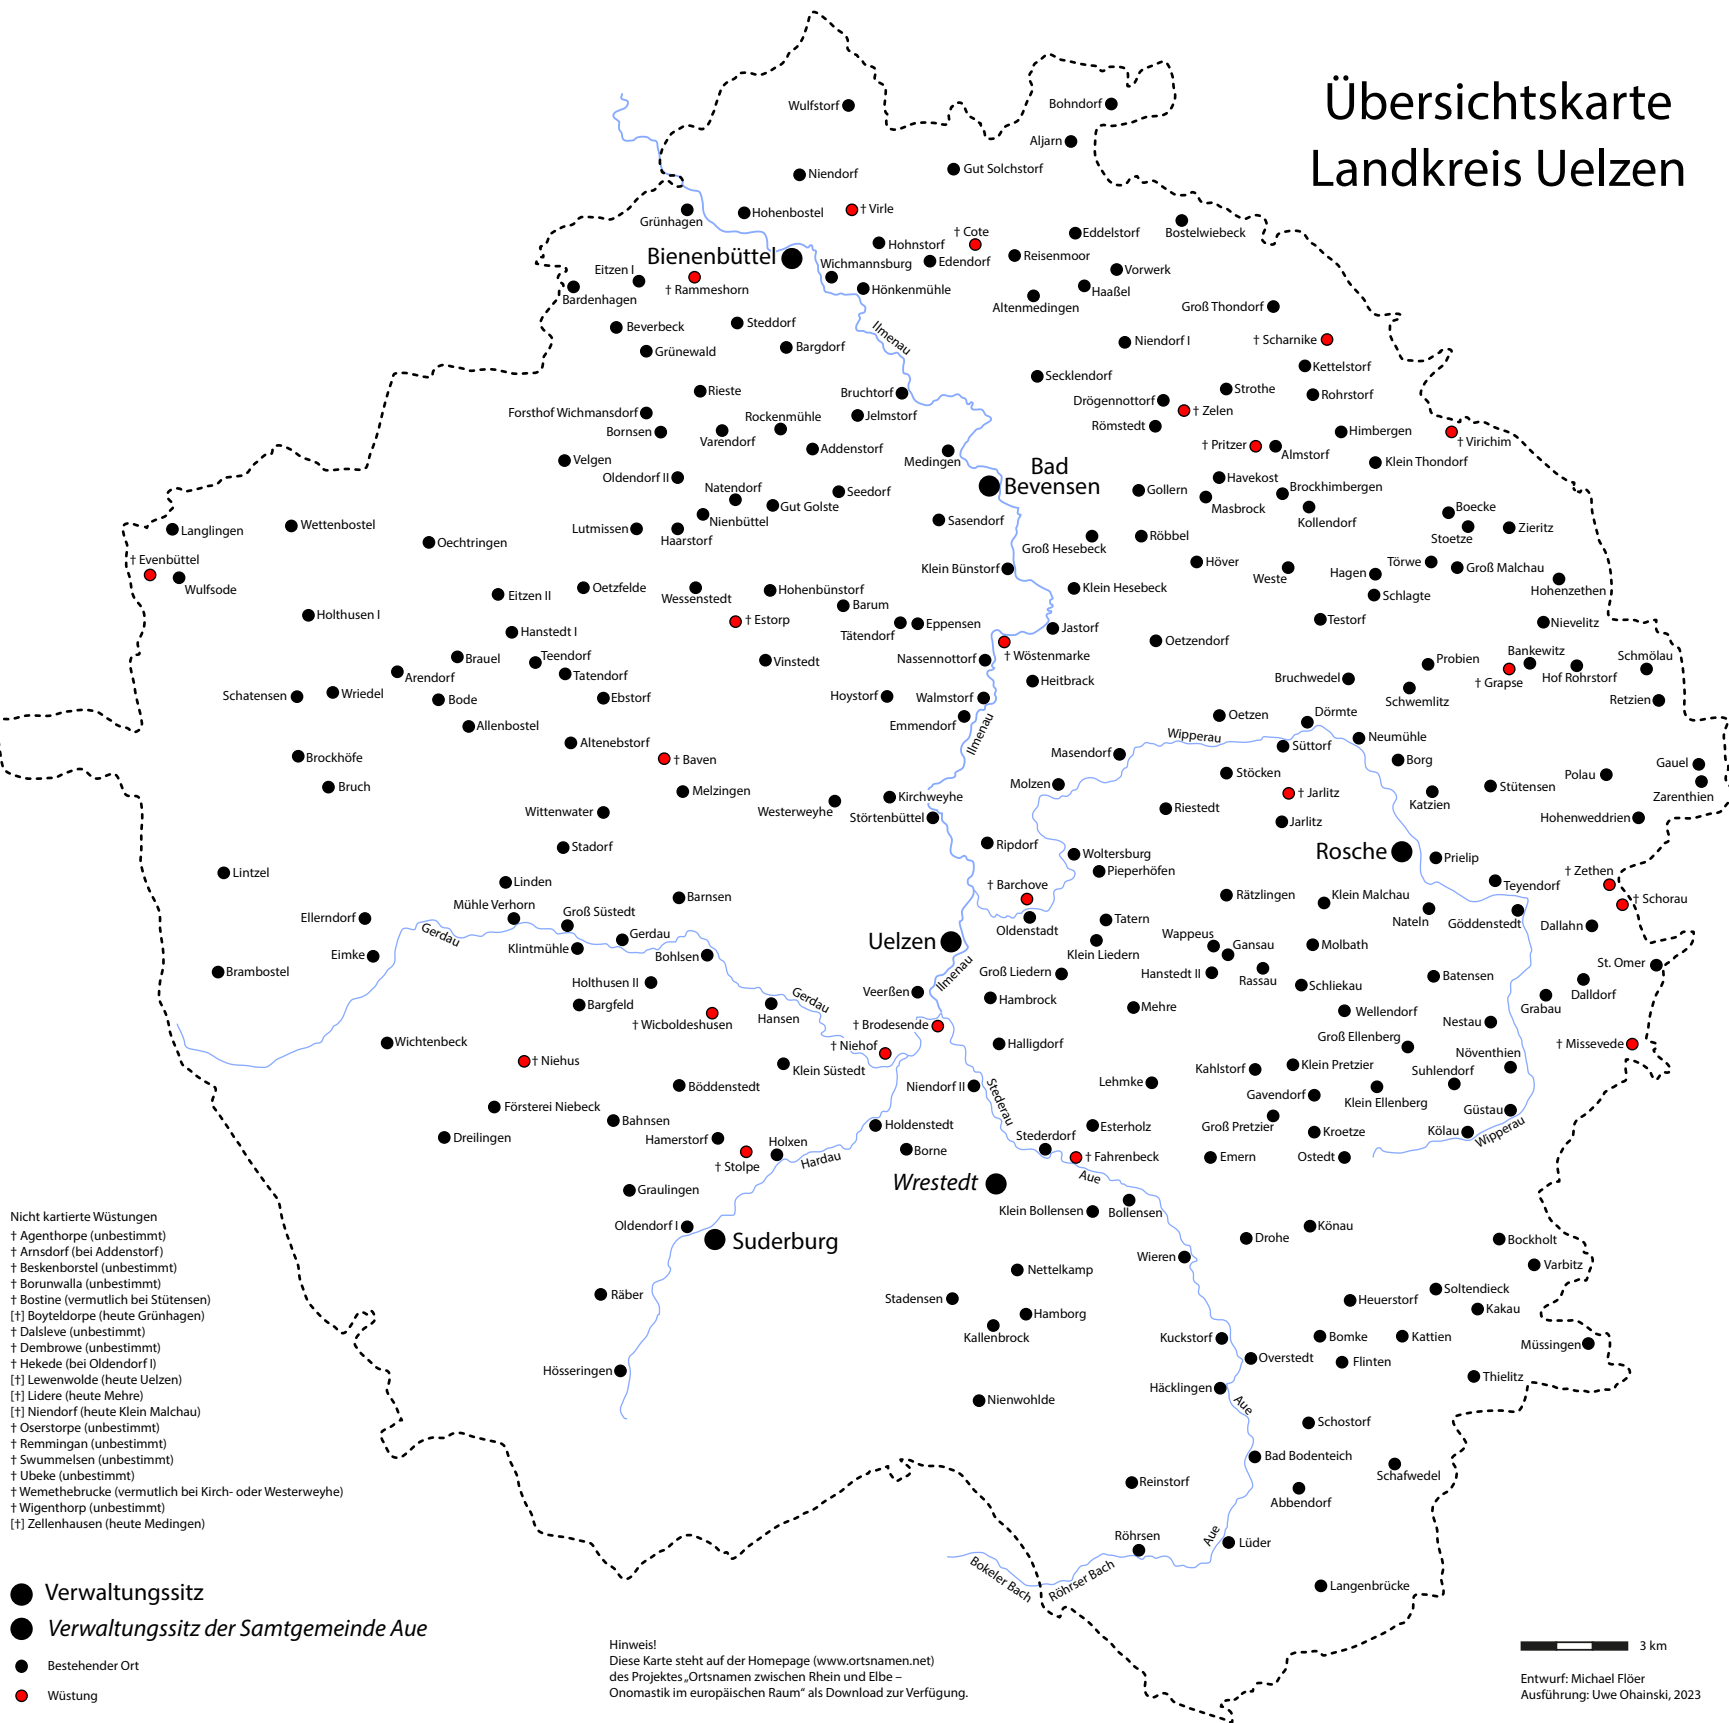 Übersichtskarte
Landkreis Uelzen
Wulfstorf
Bohndorf
Aljarn
Gut Solchstorf
Niendorf
Grünhagen
Hohenbostel
† Virle
† Cote
Eddelstorf
Bostelwiebeck
Hohnstorf
Bienenbüttel
Wichmannsburg
Edendorf
Reisenmoor
Vorwerk
Eitzen I
Bardenhagen
† Rammeshorn
Hönkenmühle
Altenmedingen
Haaßel
Groß Thondorf
Beverbeck
Steddorf
Ilmenau
Grünewald
Bargdorf
Niendorf I
† Scharnike
Kettelstorf
Secklendorf
Rieste
Bruchtorf
Strothe
Rohrstorf
Drögennottorf
† Zelen
Forsthof Wichmansdorf
Rockenmühle
Jelmstorf
Bornsen
Varendorf
Römstedt
Himbergen
† Virichim
† Pritzer
Almstorf
Addenstorf
Medingen
Velgen
Klein Thondorf
Bad
Bevensen
Oldendorf II
Natendorf
Seedorf
Gollern
Havekost
Brockhimbergen
Masbrock
Gut Golste
Nienbüttel
Kollendorf
Boecke
Sasendorf
Langlingen
Wettenbostel
Lutmissen
Haarstorf
Stoetze
Zieritz
Oechtringen
Groß Hesebeck
Röbbel
† Evenbüttel
Wulfsode
Klein Bünstorf
Höver
Weste
Hagen
Törwe
Groß Malchau
Hohenzethen
Eitzen II
Oetzfelde
Wessenstedt
Hohenbünstorf
Klein Hesebeck
Schlagte
Barum
Holthusen I
† Estorp
Tätendorf
Eppensen
Jastorf
Testorf
Nievelitz
Hanstedt I
Oetzendorf
Brauel
Teendorf
Vinstedt
Nassennottorf
† Wöstenmarke
Probien
Bankewitz
Schmölau
Arendorf
Tatendorf
Heitbrack
Bruchwedel
† Grapse
Hof Rohrstorf
Schatensen
Wriedel
Bode
Ebstorf
Hoystorf
Walmstorf
Schwemlitz
Retzien
Emmendorf
Oetzen
Dörmte
Allenbostel
Altenebstorf
Ilmenau
Wipperau
Neumühle
Masendorf
Süttorf
Brockhöfe
† Baven
Borg
Gauel
Stöcken
Polau
Bruch
Melzingen
Molzen
† Jarlitz
Katzien
Stütensen
Zarenthien
Kirchweyhe
Westerweyhe
Riestedt
Wittenwater
Störtenbüttel
Jarlitz
Hohenweddrien
Ripdorf
Stadorf
Woltersburg
Rosche
Prielip
Pieperhöfen
Lintzel
† Zethen
Linden
† Barchove
Teyendorf
Barnsen
Rätzlingen
Klein Malchau
† Schorau
Mühle Verhorn
Groß Süstedt
Ellerndorf
Oldenstadt
Tatern
Nateln
Göddenstedt
Dallahn
Gerdau
Gerdau
Uelzen
Wappeus
Klintmühle
Klein Liedern
Gansau
Molbath
Eimke
Bohlsen
St. Omer
Brambostel
Groß Liedern
Hanstedt II
Rassau
Batensen
Ilmenau
Holthusen II
Schliekau
Dalldorf
Veerßen
Hambrock
Gerdau
Grabau
Bargfeld
Mehre
Wellendorf
Hansen
† Wicboldeshusen
† Brodesende
Nestau
Wichtenbeck
† Niehof
Halligdorf
Groß Ellenberg
† Missevede
† Niehus
Növenthien
Klein Süstedt
Klein Pretzier
Kahlstorf
Suhlendorf
Böddenstedt
Niendorf II
Lehmke
Stederau
Gavendorf
Klein Ellenberg
Försterei Niebeck
Güstau
Bahnsen
Groß Pretzier
Holdenstedt
Esterholz
Dreilingen
Hamerstorf
Stederdorf
Kroetze
Kölau
Wipperau
Holxen
Borne
† Stolpe
Hardau
† Fahrenbeck
Emern
Ostedt
Aue
Wrestedt
Graulingen
Klein Bollensen
Bollensen
Oldendorf I
Könau
Suderburg
Drohe
Bockholt
Wieren
Varbitz
Nettelkamp
Räber
Stadensen
Soltendieck
Heuerstorf
Hamborg
Kakau
Kallenbrock
Kuckstorf
Bomke
Kattien
Müssingen
Overstedt
Flinten
Hösseringen
Thielitz
Häcklingen
Nienwohlde
Aue
Schostorf
Bad Bodenteich
Schafwedel
Reinstorf
Abbendorf
Röhrsen
Aue
Lüder
Bokeler Bach
Röhrser Bach
Langenbrücke
Nicht kartierte Wüstungen
† Agenthorpe (unbestimmt)
† Arnsdorf (bei Addenstorf)
† Beskenborstel (unbestimmt)
† Borunwalla (unbestimmt)
† Bostine (vermutlich bei Stütensen)
[†] Boyteldorpe (heute Grünhagen)
† Dalsleve (unbestimmt)
† Dembrowe (unbestimmt)
† Hekede (bei Oldendorf I)
[†] Lewenwolde (heute Uelzen)
[†] Lidere (heute Mehre)
[†] Niendorf (heute Klein Malchau)
† Oserstorpe (unbestimmt)
† Remmingan (unbestimmt)
† Swummelsen (unbestimmt)
† Ubeke (unbestimmt)
† Wemethebrucke (vermutlich bei Kirch- oder Westerweyhe)
† Wigenthorp (unbestimmt)
[†] Zellenhausen (heute Medingen)
Verwaltungssitz
Verwaltungssitz der Samtgemeinde Aue
Bestehender Ort
Wüstung
Hinweis!
Diese Karte steht auf der Homepage (www.ortsnamen.net)
des Projektes „Ortsnamen zwischen Rhein und Elbe –
Onomastik im europäischen Raum“ als Download zur Verfügung.
3 km
Entwurf: Michael Flöer
Ausführung: Uwe Ohainski, 2023